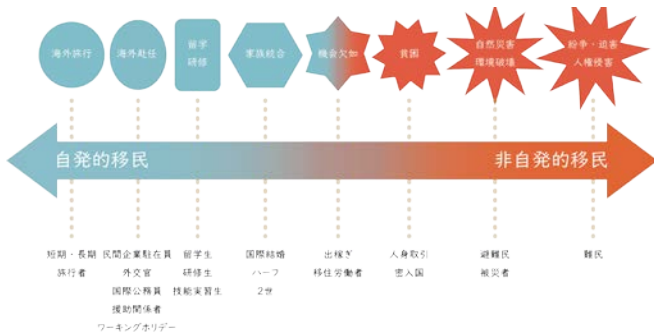 海外旅行
海外赴任
留学
研修
家族統合
機会欠如
貧困
自然災害
環境破壊
紛争・迫害
人権侵害
自発的移民
非自発的移民
短期・長期
旅行者
民間企業駐在員
外交官
国際公務員
援助関係者
ワーキングホリデー
留学生
研修生
技能実習生
国際結婚
ハーフ
2世
出稼ぎ
移住労働者
人身取引
密入国
避難民
被災者
難民